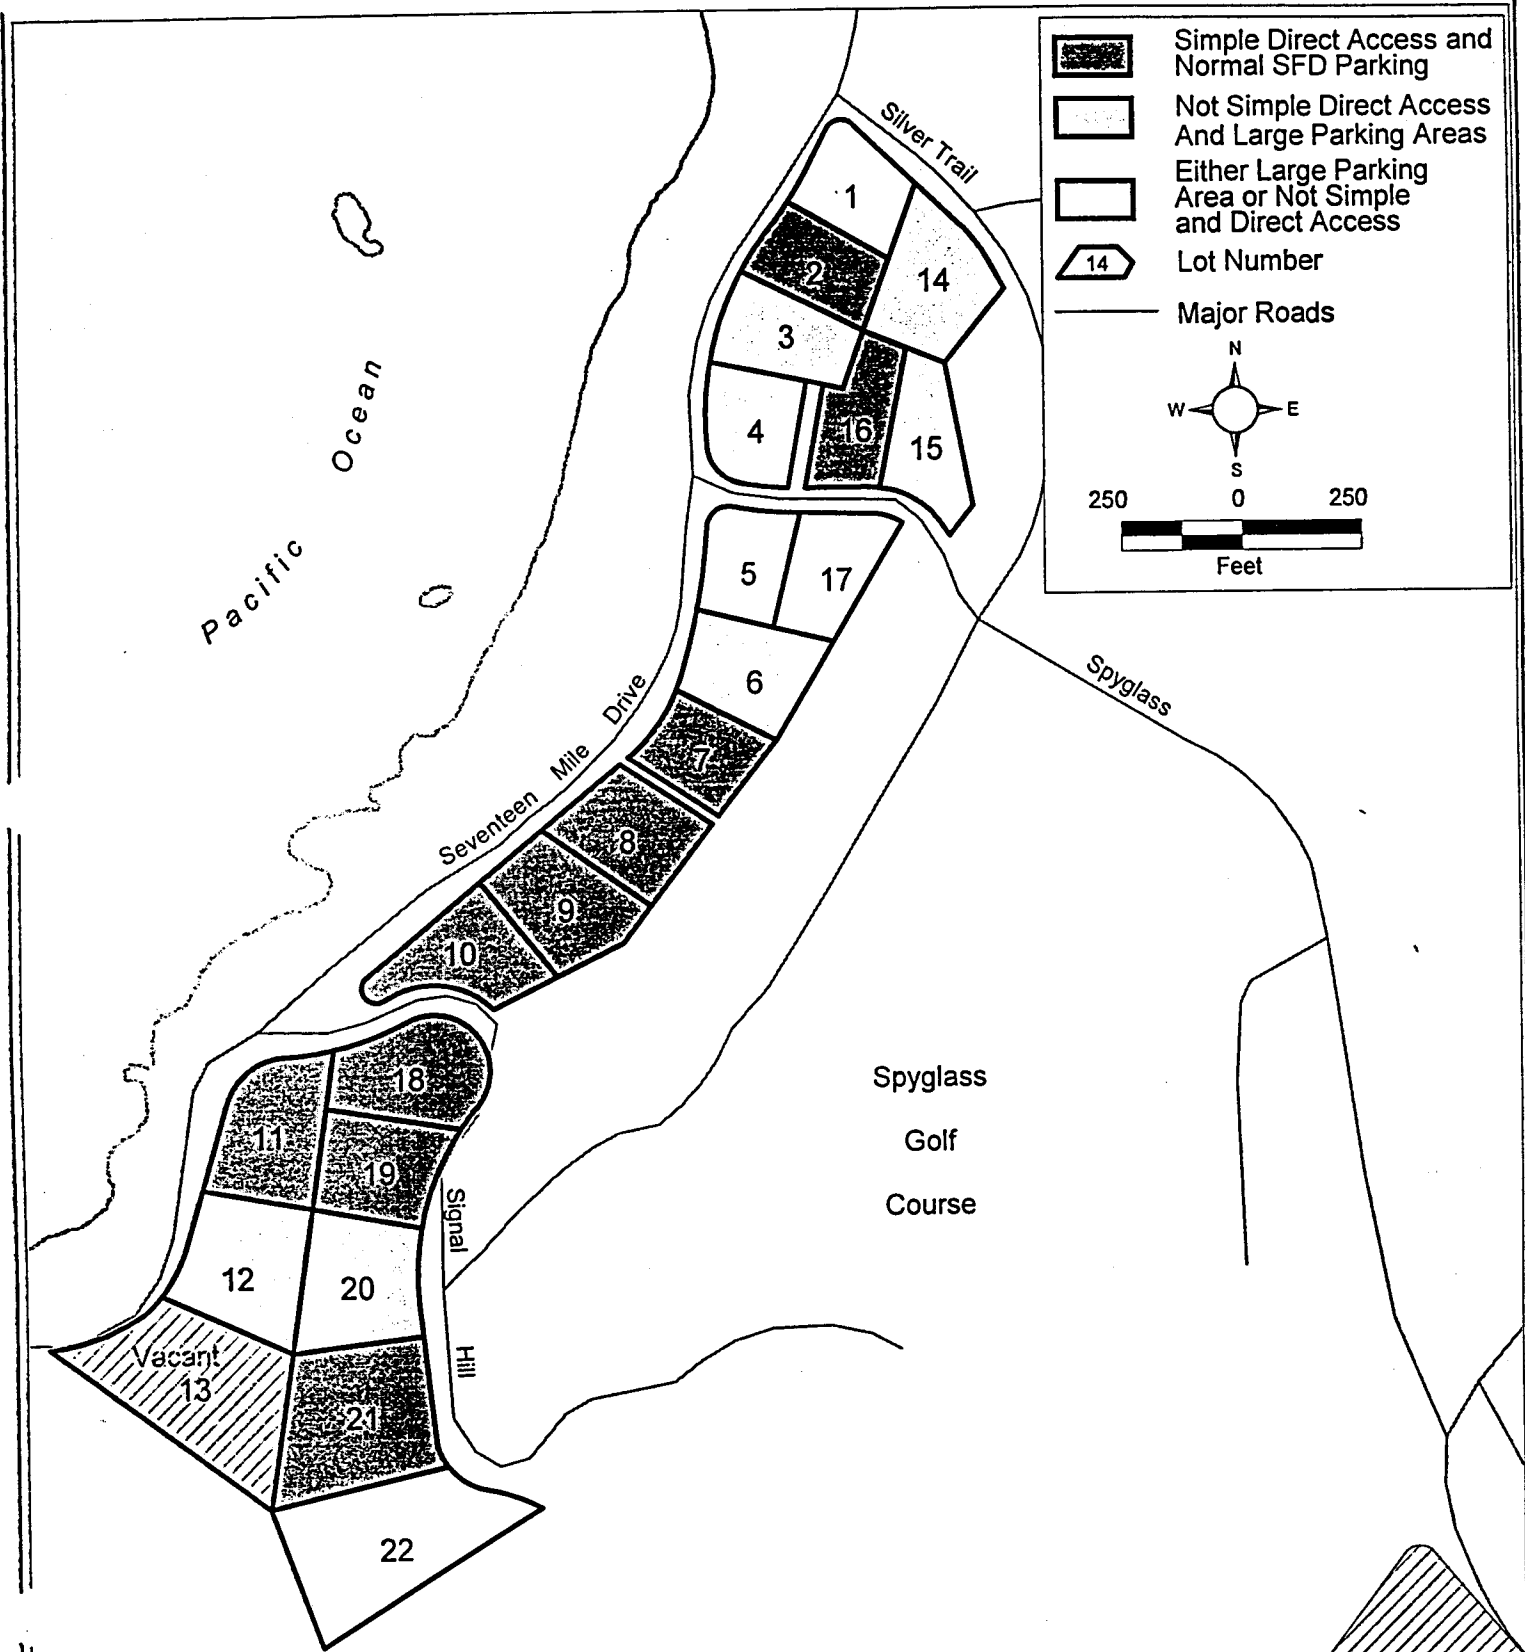 Simple Direct Access and
Normal SFD Parking
Not Simple Direct Access
And Large Parking Areas
Either Large Parking
Area or Not Simple
and Direct Access
14
Lot Number
Major Roads
N
W
E
S
250
0
250
Feet
Silver Trail
1
2
14
3
4
16
15
5
17
6
7
8
9
10
Pacific Ocean
Seventeen Mile Drive
Spyglass
18
11
19
12
20
Signal Hill
Vacant
13
21
22
Spyglass
Golf
Course